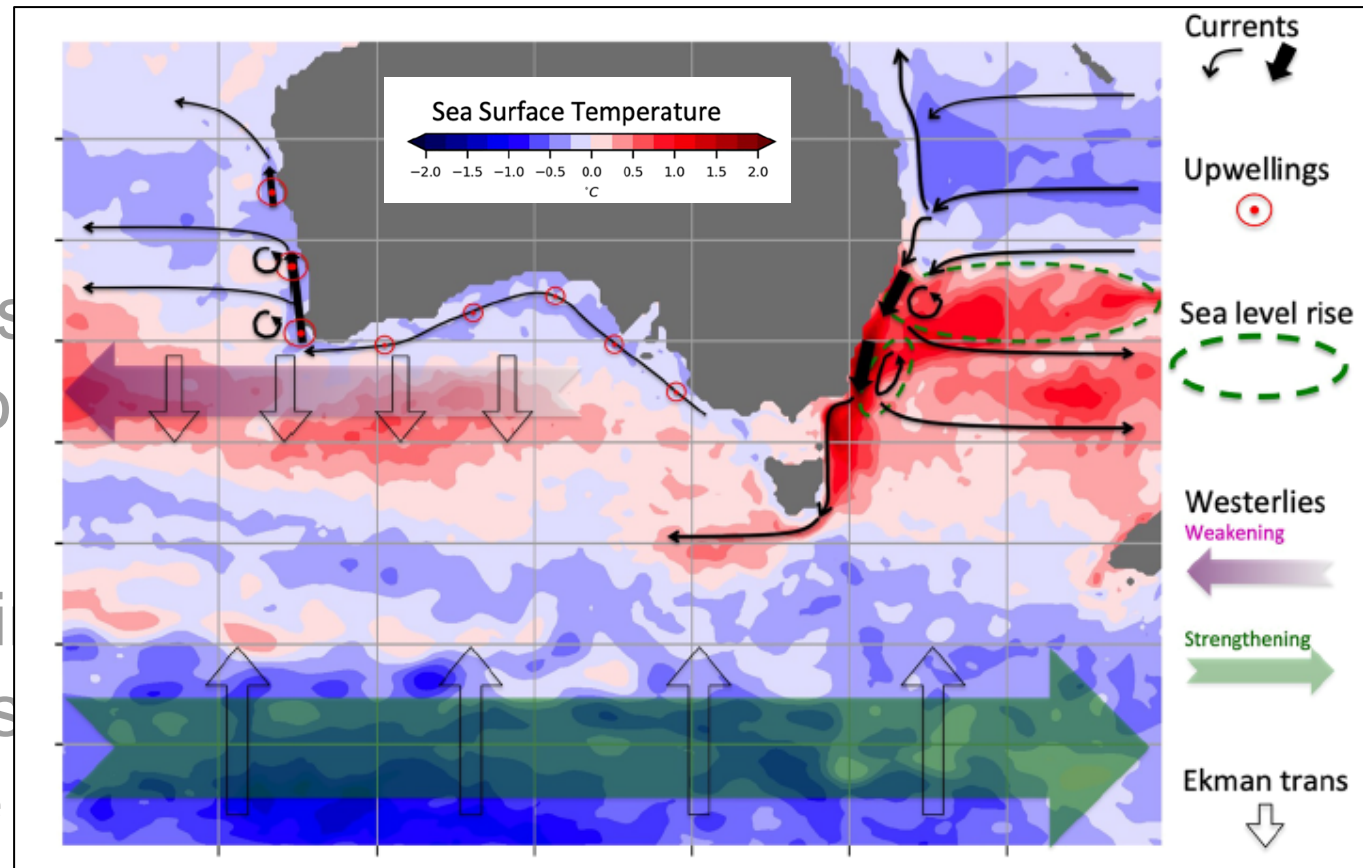 Currents
Sea Surface Temperature
−2.0 −1.5 −1.0 −0.5 0.0 0.5 1.0 1.5 2.0
˚C
Upwellings
Sea level rise
Westerlies
Weakening
Strengthening
Ekman trans